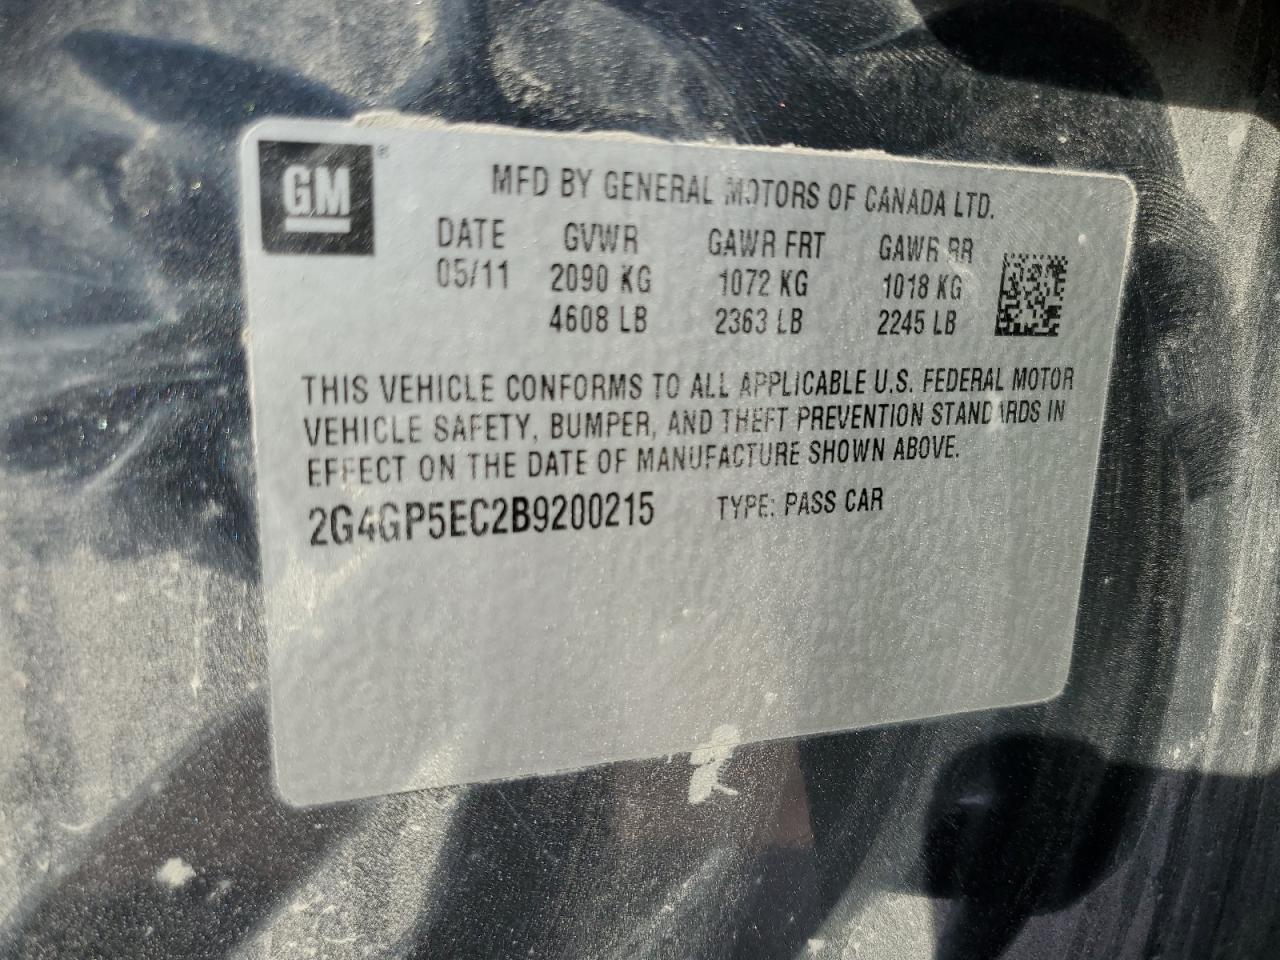 GM®
MFD BY GENERAL MOTORS OF CANADA LTD.
DATE GVWR GAWR FRT GAWR RR
05/11 2090 KG 1072 KG 1018 KG
4608 LB 2363 LB 2245 LB
THIS VEHICLE CONFORMS TO ALL APPLICABLE U.S. FEDERAL MOTOR
VEHICLE SAFETY, BUMPER, AND THEFT PREVENTION STANDARDS IN
EFFECT ON THE DATE OF MANUFACTURE SHOWN ABOVE.
2G4GP5EC2B9200215 TYPE: PASS CAR